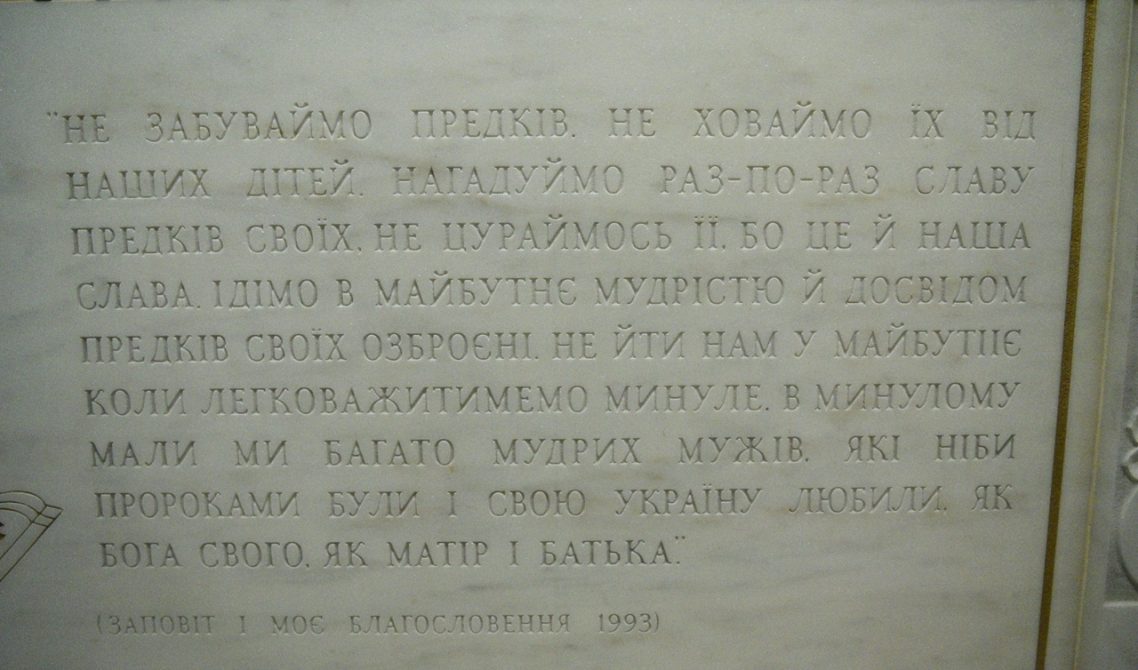 "НЕ ЗАБУВАЙМО ПРЕДКІВ. НЕ ХОВАЙМО ЇХ ВІД
НАШИХ ДІТЕЙ. НАГАДУЙМО РАЗ-ПО-РАЗ СЛАВУ
ПРЕДКІВ СВОЇХ, НЕ ЦУРАЙМОСЬ ЇЇ, БО ЦЕ Й НАША
СЛАВА. ІДІМО В МАЙБУТНЄ МУДРІСТЮ Й ДОСВІДОМ
ПРЕДКІВ СВОЇХ ОЗБРОЄНІ. НЕ ЙТИ НАМ У МАЙБУТНЄ
КОЛИ ЛЕГКОВАЖИТИМЕМО МИНУЛЕ. В МИНУЛОМУ
МАЛИ МИ БАГАТО МУДРИХ МУЖІВ, ЯКІ НІБИ
ПРОРОКАМИ БУЛИ І СВОЮ УКРАЇНУ ЛЮБИЛИ, ЯК
БОГА СВОГО, ЯК МАТІР І БАТЬКА."
(ЗАПОВІТ І МОЄ БЛАГОСЛОВЕННЯ 1993)